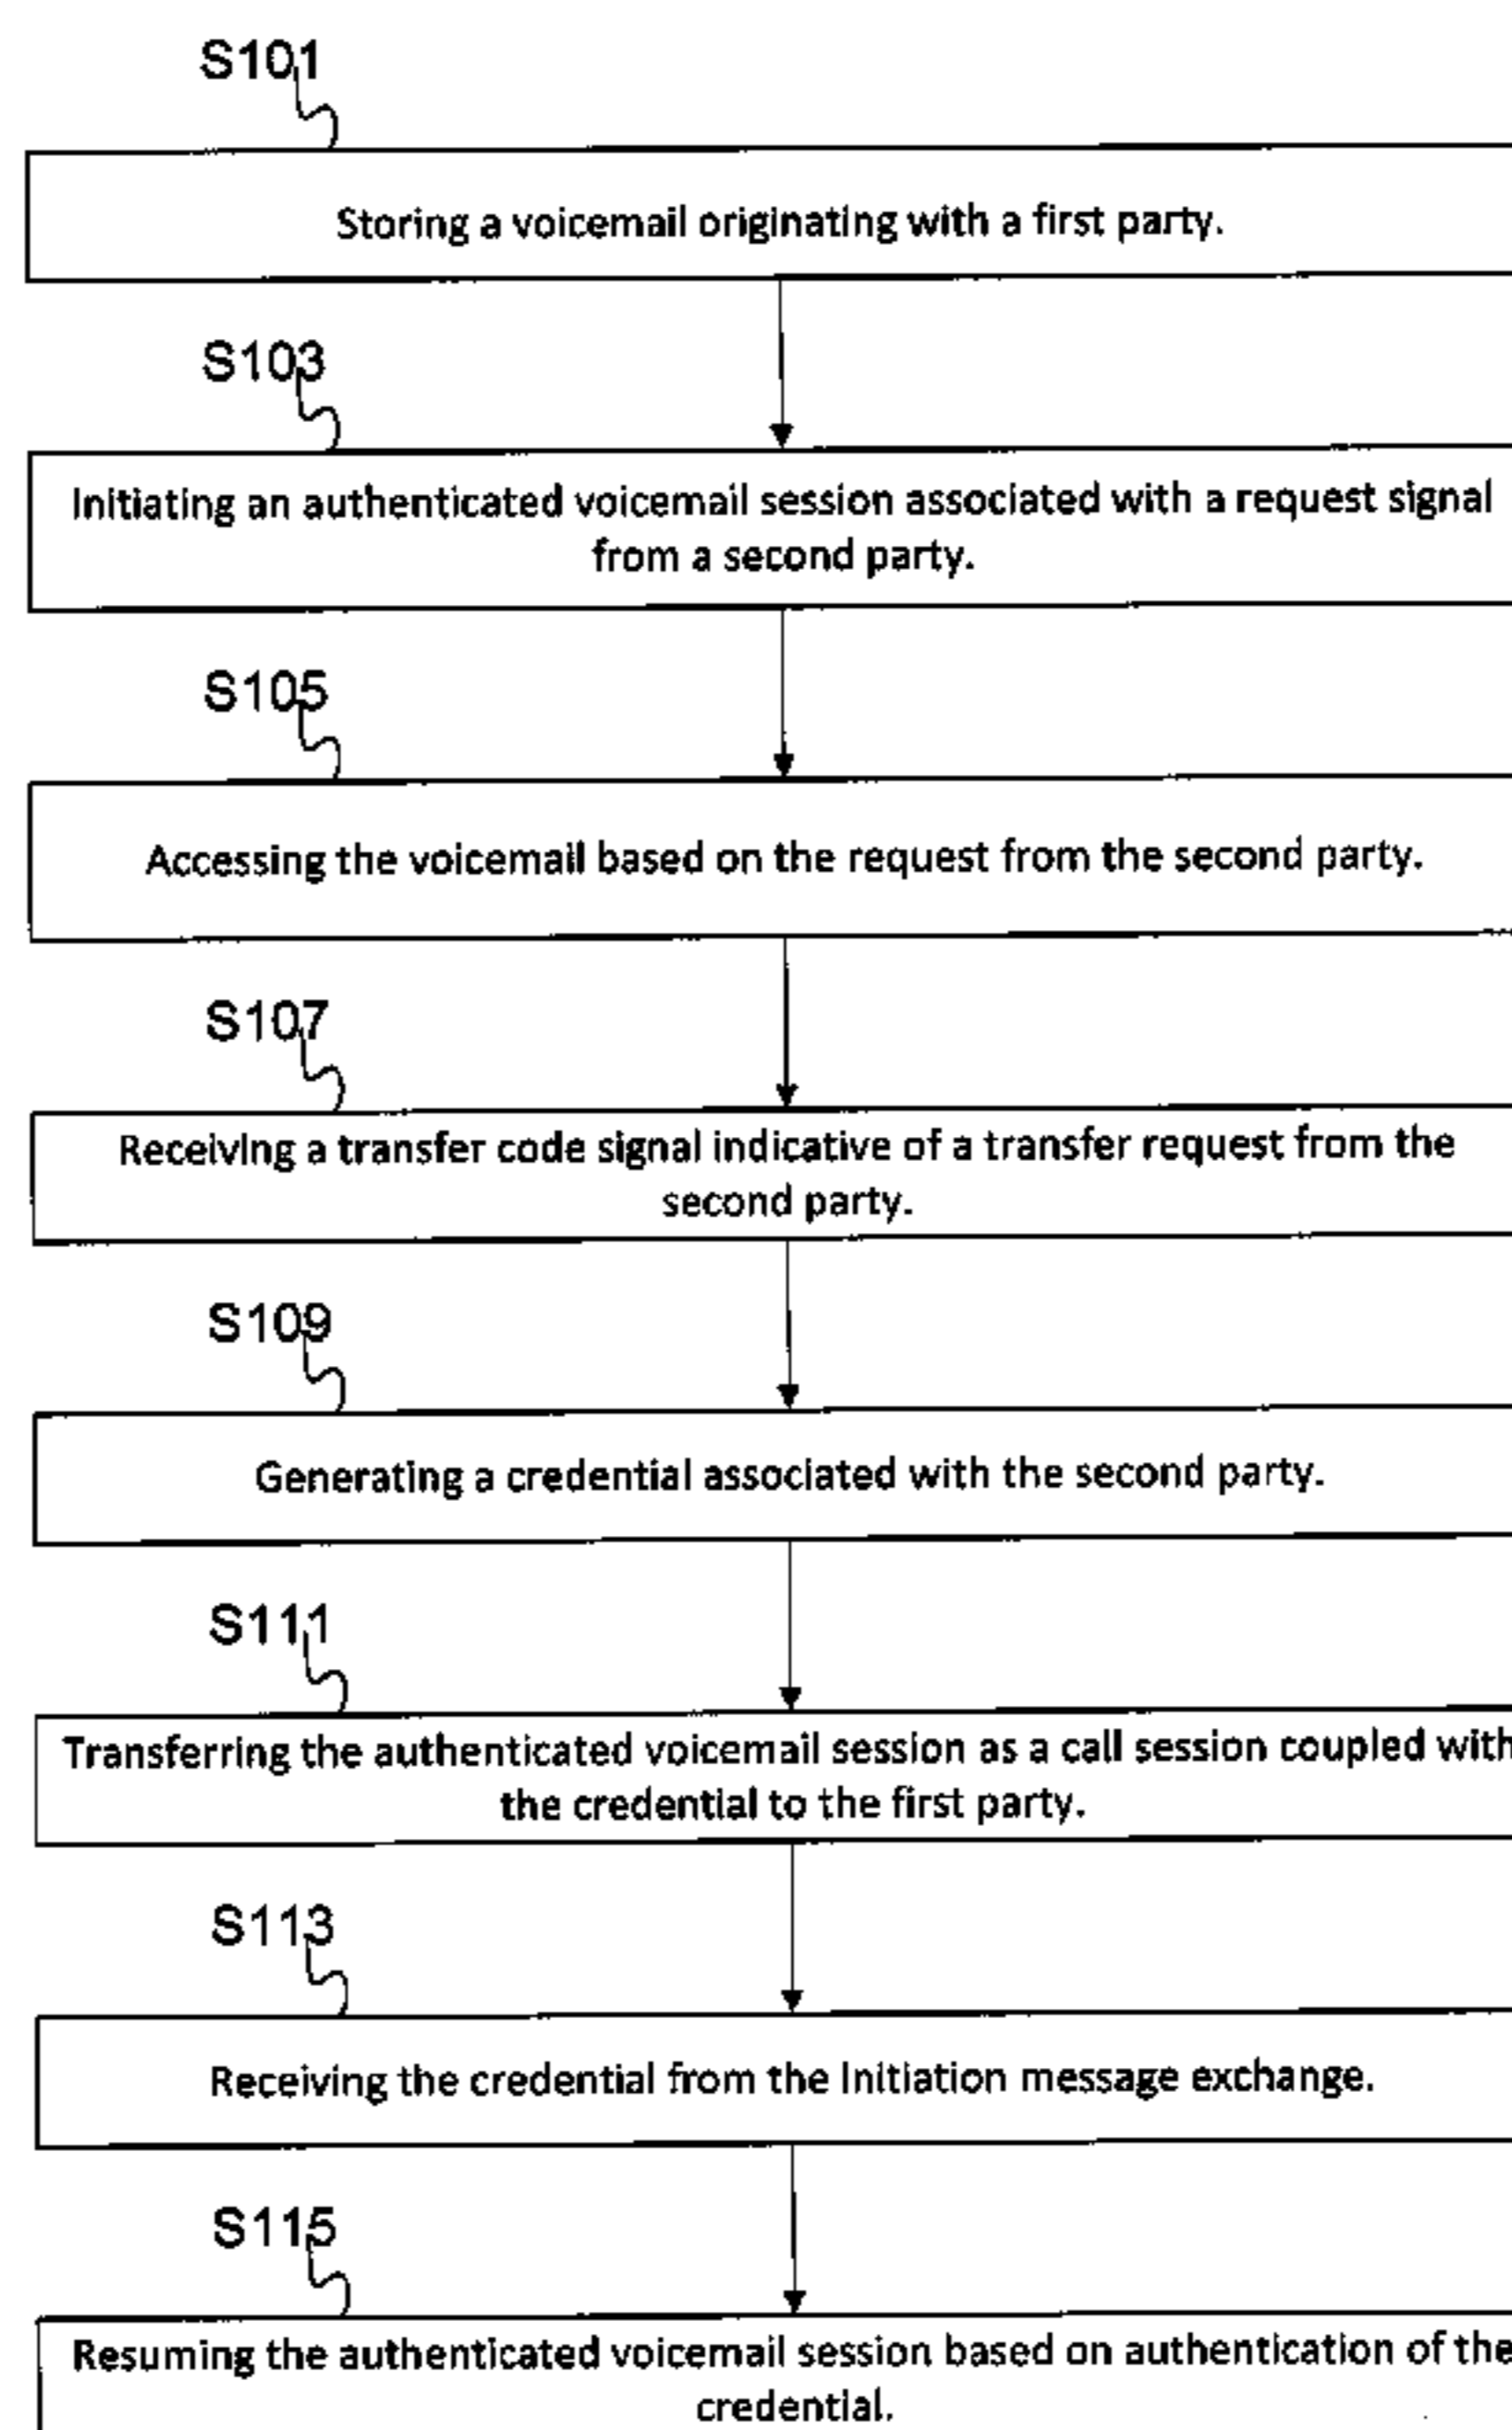 S101
Storing a voicemail originating with a first party.
S103
Initiating an authenticated voicemail session associated with a request signal
from a second party.
S105
Accessing the voicemail based on the request from the second party.
S107
Receiving a transfer code signal indicative of a transfer request from the
second party.
S109
Generating a credential associated with the second party.
S111
Transferring the authenticated voicemail session as a call session coupled with
the credential to the first party.
S113
Receiving the credential from the Initiation message exchange.
S115
Resuming the authenticated voicemail session based on authentication of the
credential.